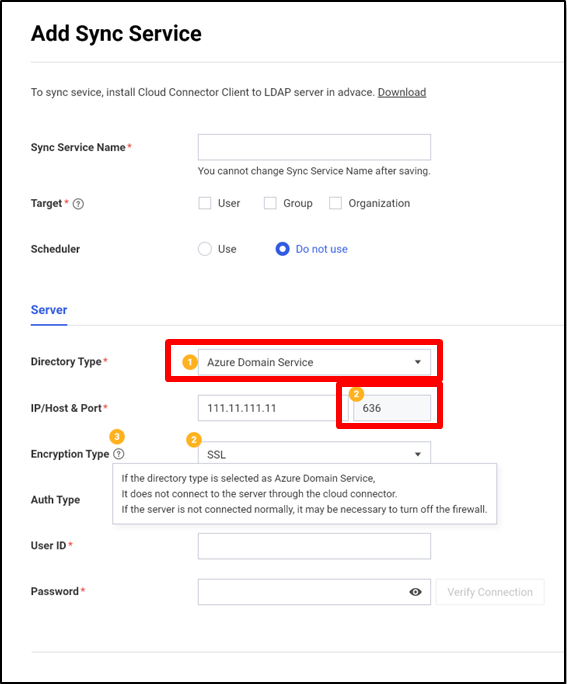 Add Sync Service
To sync sevice, install Cloud Connector Client to LDAP server in advace. Download
Sync Service Name*
You cannot change Sync Service Name after saving.
Target* ? User Group Organization
Scheduler Use Do not use
Server
Directory Type* 1 Azure Domain Service
IP/Host & Port* 111.11.111.11 2 636
3
Encryption Type ? 2 SSL
If the directory type is selected as Azure Domain Service,
It does not connect to the server through the cloud connector.
If the server is not connected normally, it may be necessary to turn off the firewall.
Auth Type
User ID*
Password* Verify Connection